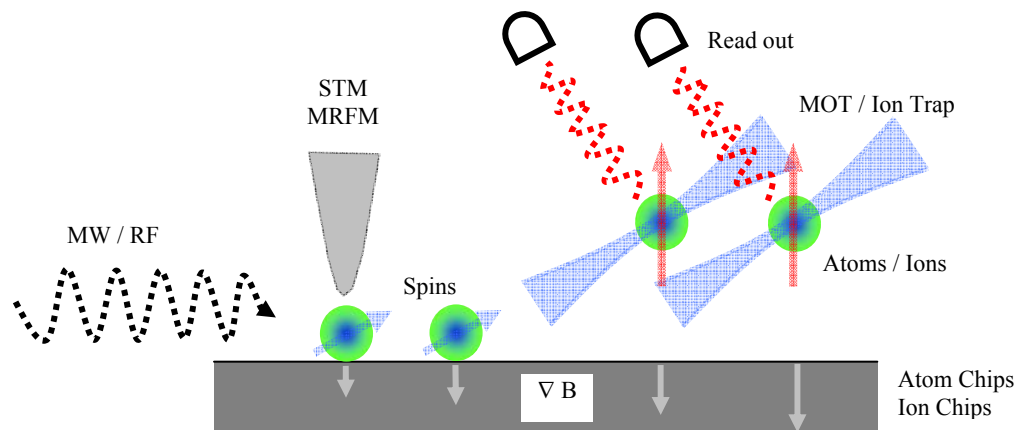 Read out
STM
MRFM
MOT / Ion Trap
MW / RF
Spins
Atoms / Ions
∇ B
Atom Chips
Ion Chips